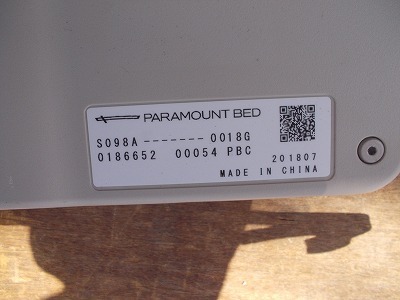 PARAMOUNT BED
S098A------- 0018G
0186652 00054 PBC
201807
MADE IN CHINA